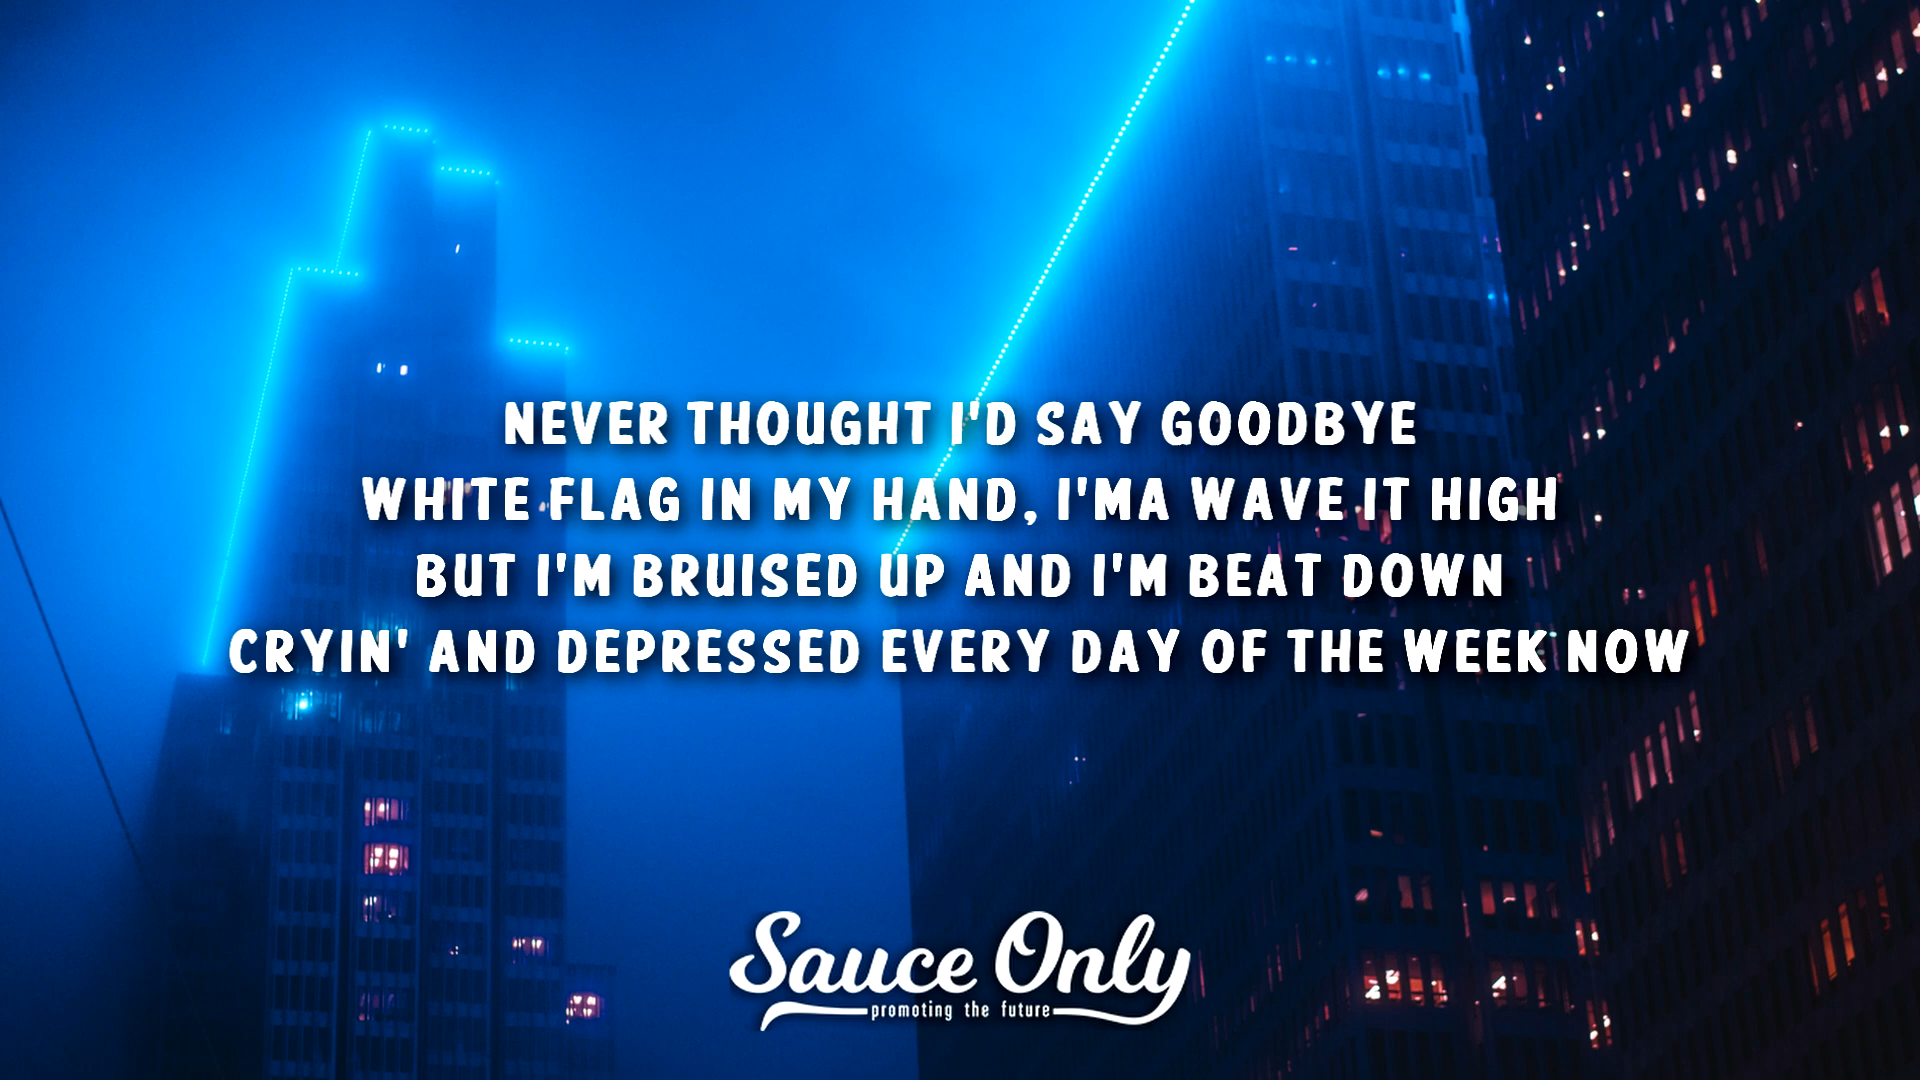 NEVER THOUGHT I'D SAY GOODBYE
WHITE FLAG IN MY HAND, I'MA WAVE IT HIGH
BUT I'M BRUISED UP AND I'M BEAT DOWN
CRYIN' AND DEPRESSED EVERY DAY OF THE WEEK NOW
Sauce Only
promoting the future